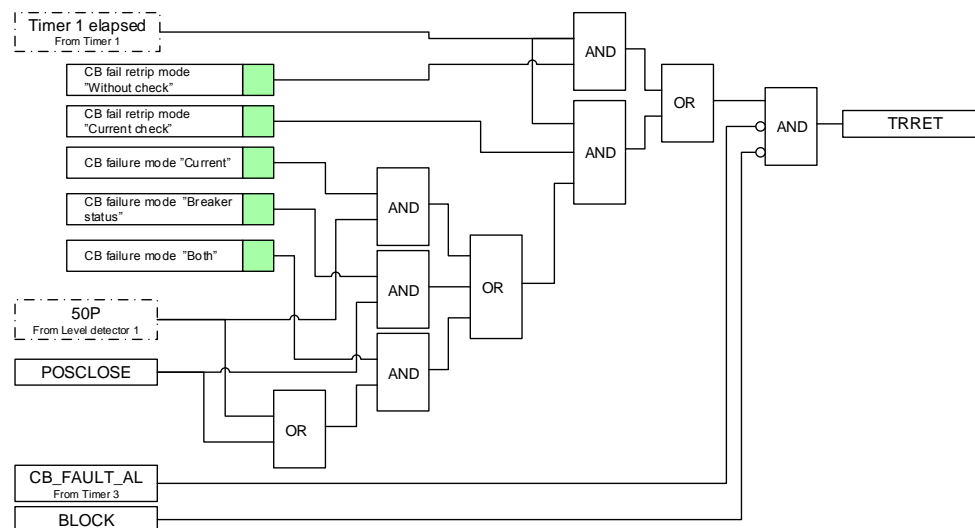 Timer 1 elapsed
From Timer 1
CB fail retrip mode
"Without check"
CB fail retrip mode
"Current check"
CB failure mode "Current"
CB failure mode "Breaker
status"
CB failure mode "Both"
50P
From Level detector 1
POSCLOSE
CB_FAULT_AL
From Timer 3
BLOCK
AND
AND
AND
AND
AND
OR
OR
OR
AND
TRRET